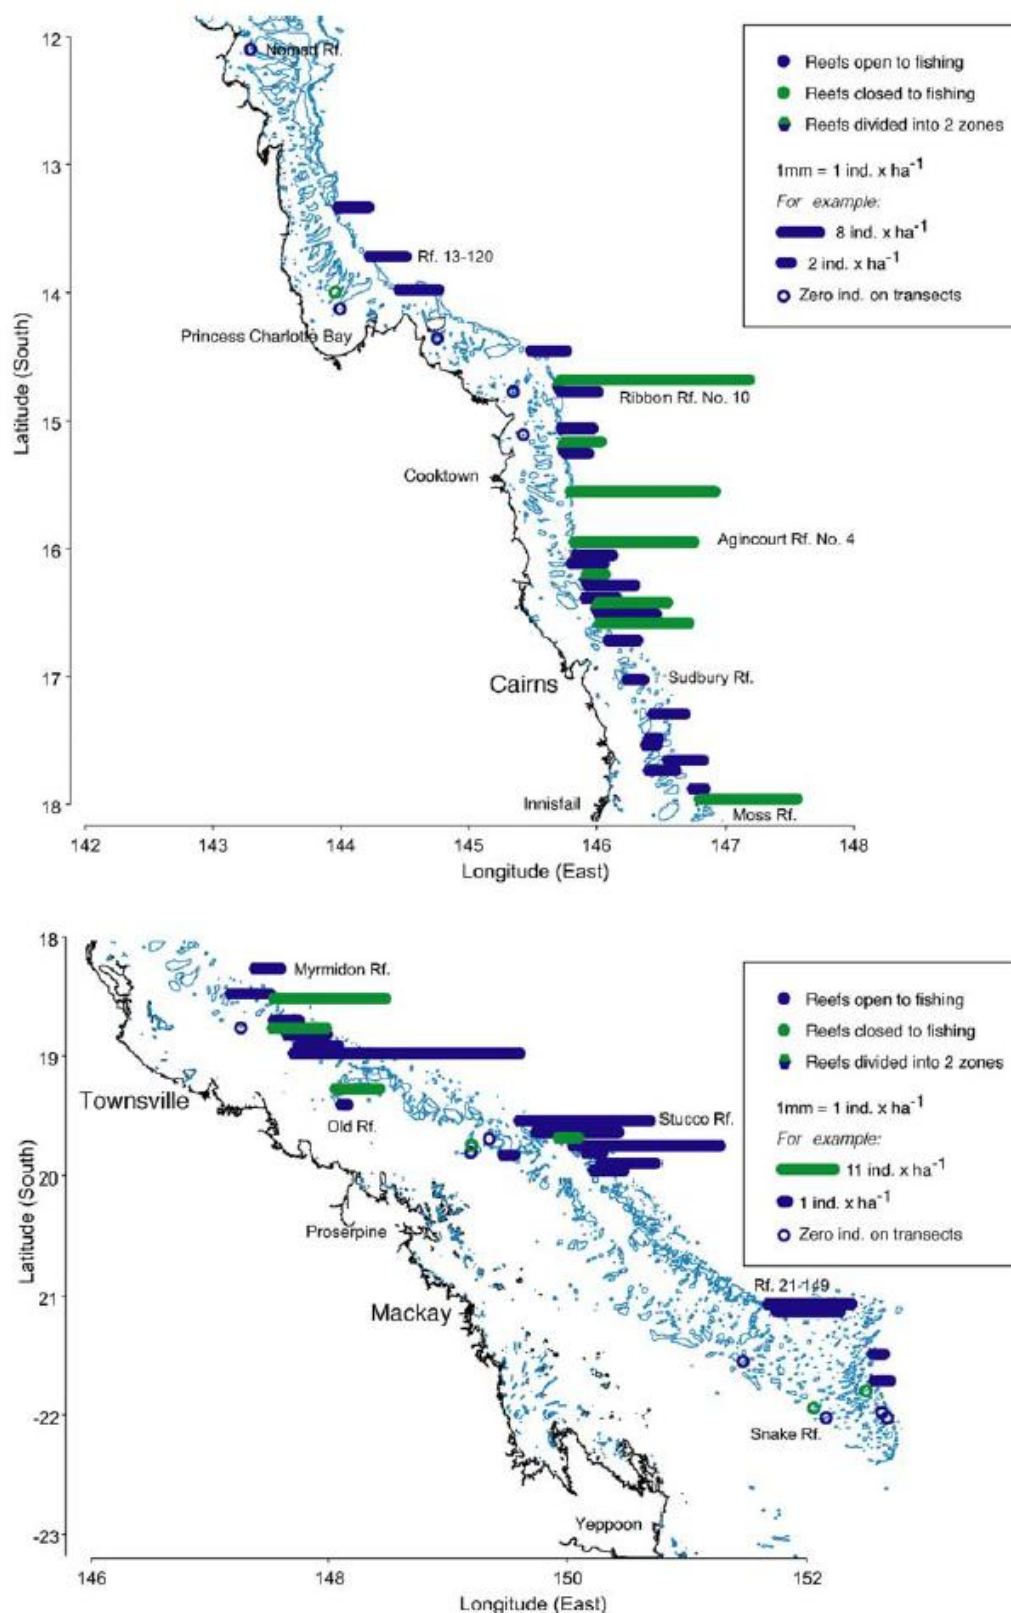 12
Nomad Rf.
Reefs open to fishing
Reefs closed to fishing
Reefs divided into 2 zones
1mm = 1 ind. x ha-1
For example:
8 ind. x ha-1
2 ind. x ha-1
Zero ind. on transects
13
Rf. 13-120
14
Princess Charlotte Bay
Latitude (South)
Ribbon Rf. No. 10
15
Cooktown
Agincourt Rf. No. 4
16
17
Cairns
Sudbury Rf.
18
Innisfail
Moss Rf.
142 143 144 145 146 147 148
Longitude (East)
18
Myrmidon Rf.
Reefs open to fishing
Reefs closed to fishing
Reefs divided into 2 zones
1mm = 1 ind. x ha-1
For example:
11 ind. x ha-1
1 ind. x ha-1
Zero ind. on transects
19
Townsville
Old Rf.
Stucco Rf.
20
Latitude (South)
Proserpine
21
Rf. 21-149
Mackay
-22
Snake Rf.
Yeppoon
-23
146 148 150 152
Longitude (East)